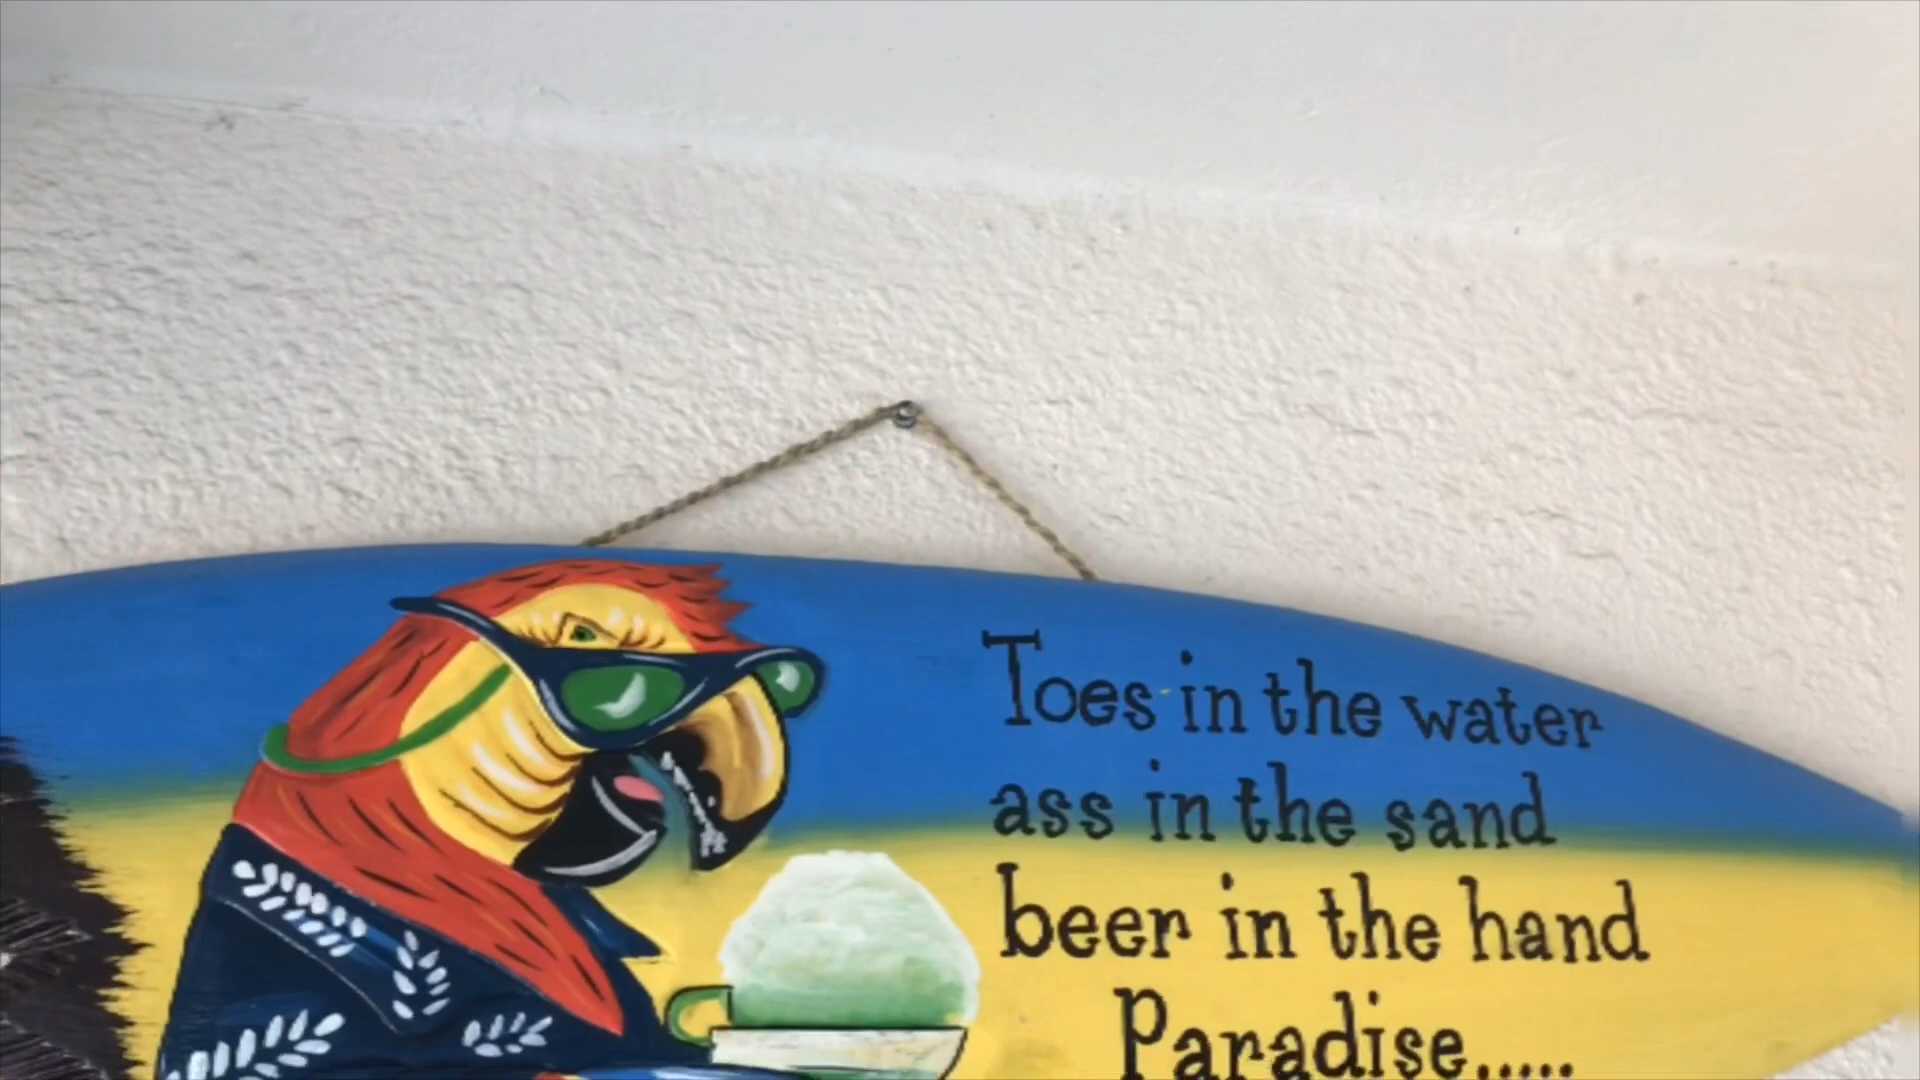 Toes in the water
ass in the sand
beer in the hand
Paradise.....